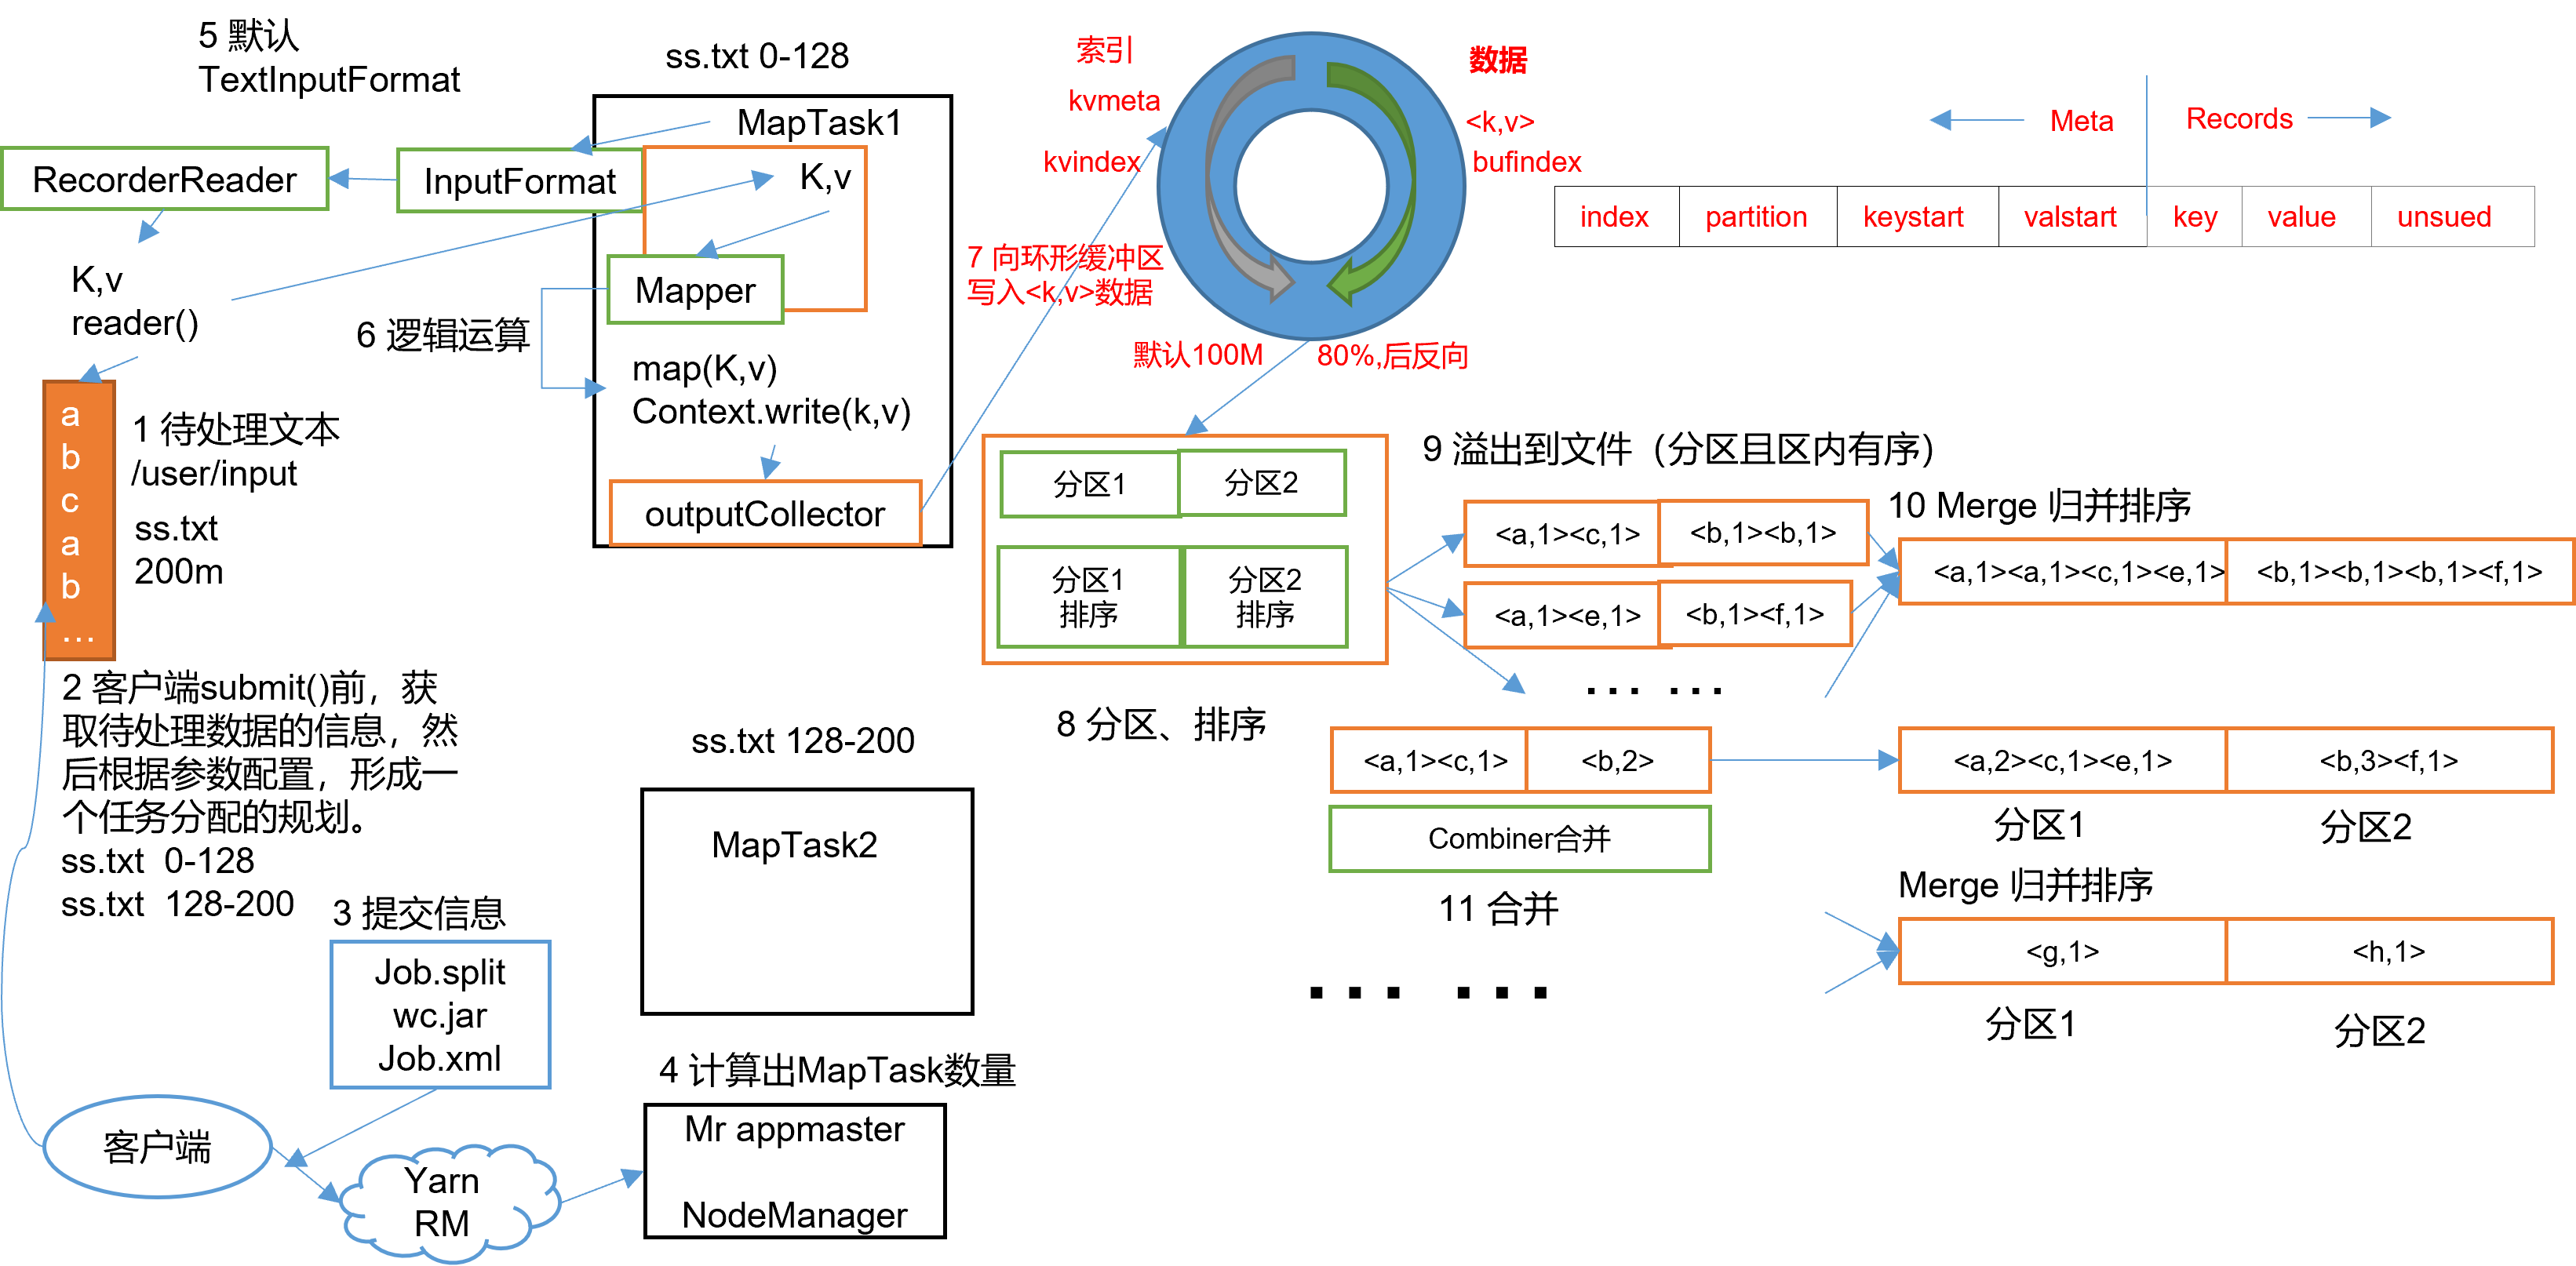 5 默认
TextInputFormat
RecorderReader
InputFormat
K,v
reader()
a
b
c
a
b
...
1 待处理文本
/user/input
ss.txt
200m
2 客户端submit()前，获
取待处理数据的信息，然
后根据参数配置，形成一
个任务分配的规划。
ss.txt 0-128
ss.txt 128-200
3 提交信息
Job.split
wc.jar
Job.xml
客户端
Yarn
RM
4 计算出MapTask数量
Mr appmaster
NodeManager
ss.txt 0-128
MapTask1
K,v
Mapper
6 逻辑运算
map(K,v)
Context.write(k,v)
outputCollector
ss.txt 128-200
MapTask2
索引
kvmeta
kvindex
数据
<k,v>
bufindex
7 向环形缓冲区
写入<k,v>数据
默认100M
80%,后反向
Meta
Records
index partition keystart valstart key value unsued
分区1 分区2
分区1
排序
分区2
排序
8 分区、排序
9 溢出到文件（分区且区内有序）
<a,1><c,1> <b,1><b,1>
<a,1><e,1> <b,1><f,1>
... ...
10 Merge 归并排序
<a,1><a,1><c,1><e,1> <b,1><b,1><b,1><f,1>
<a,1><c,1> <b,2>
Combiner合并
11 合并
... ...
<a,2><c,1><e,1> <b,3><f,1>
分区1 分区2
Merge 归并排序
<g,1> <h,1>
分区1 分区2